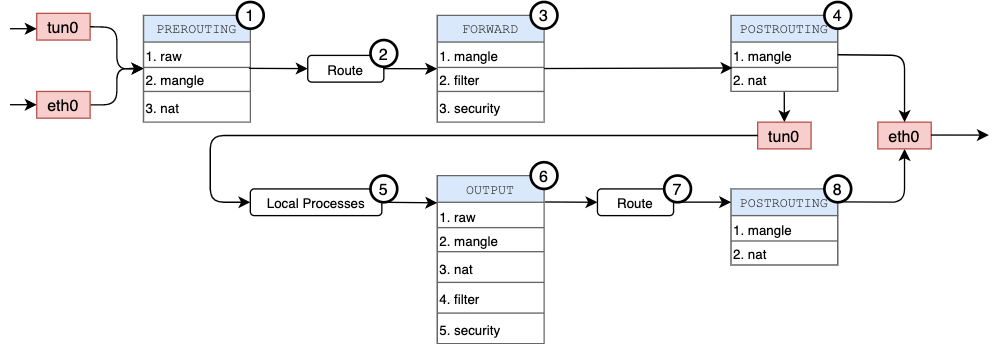 tun0
eth0
PREROUTING
1
1. raw
2. mangle
3. nat
Route
2
FORWARD
3
1. mangle
2. filter
3. security
POSTROUTING
4
1. mangle
2. nat
tun0
eth0
Local Processes
5
OUTPUT
6
1. raw
2. mangle
3. nat
4. filter
5. security
Route
7
POSTROUTING
8
1. mangle
2. nat